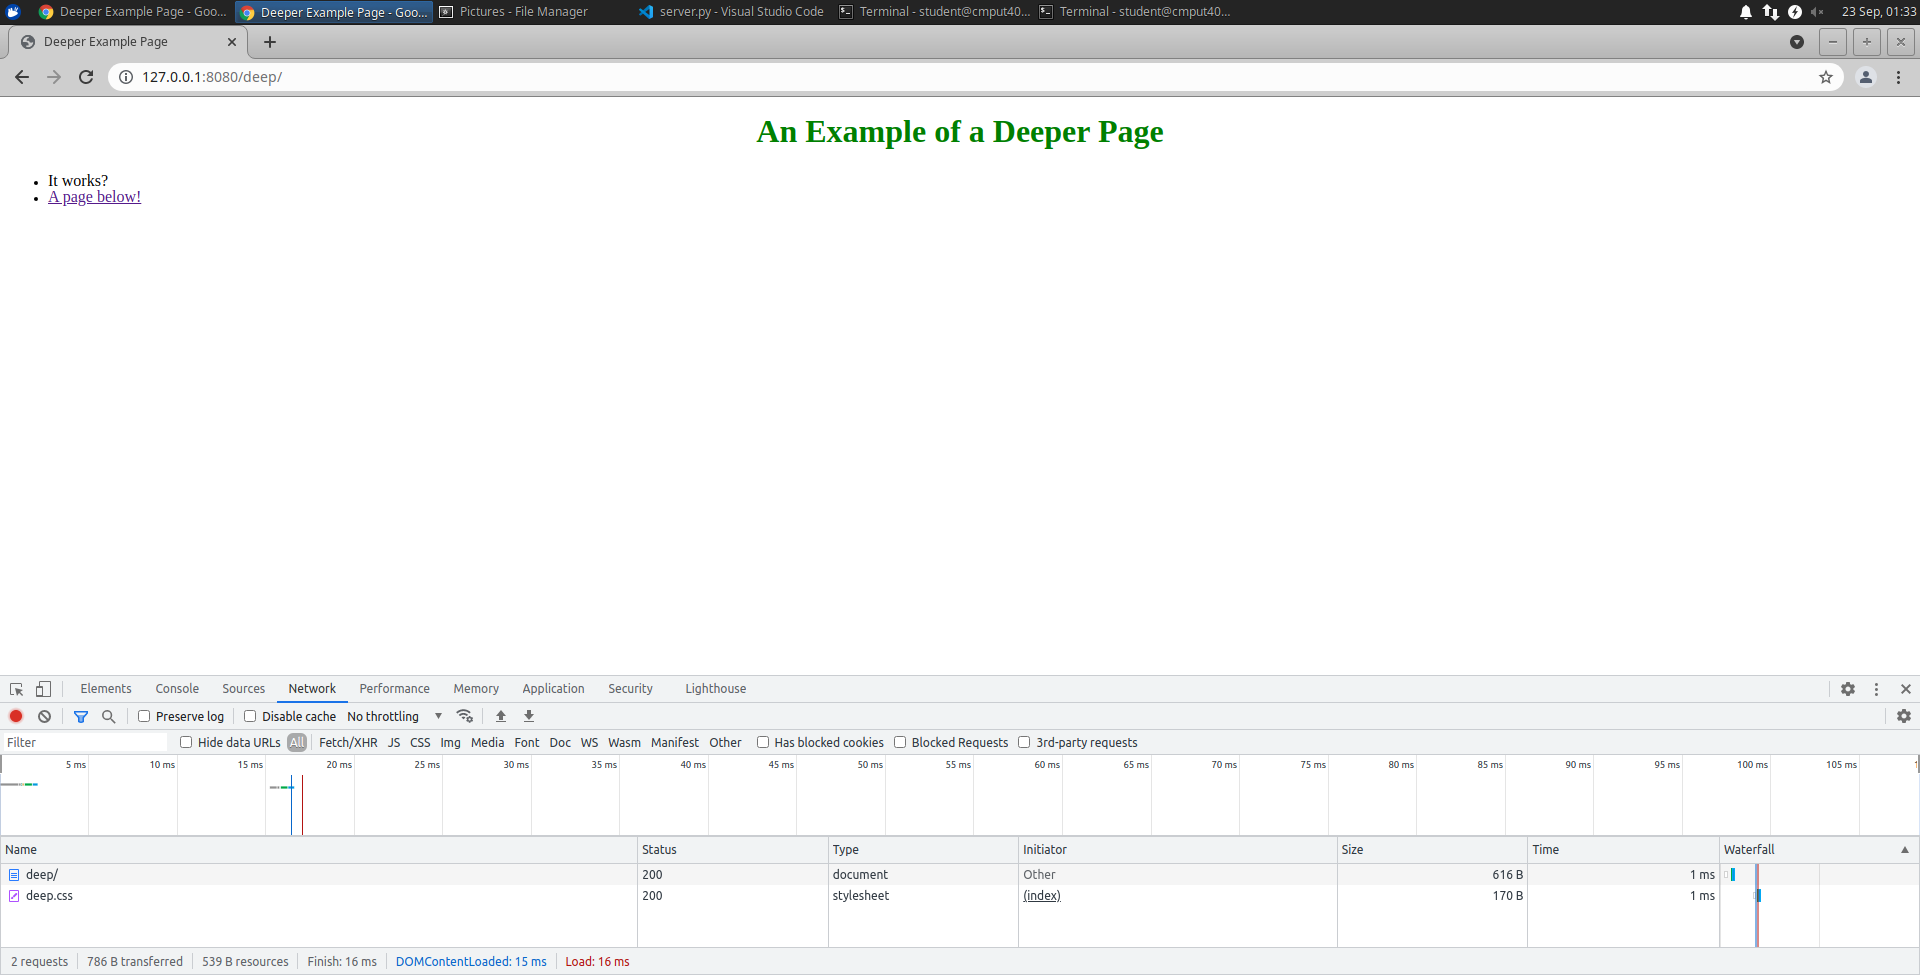 Deeper Example Page - Goo... Deeper Example Page - Goo... Pictures - File Manager server.py - Visual Studio Code Terminal - student@cmput40... Terminal - student@cmput40... 23 Sep, 01:33
Deeper Example Page
127.0.0.1:8080/deep/
An Example of a Deeper Page
It works?
A page below!
Elements Console Sources Network Performance Memory Application Security Lighthouse
Preserve log Disable cache No throttling
Filter Hide data URLs All Fetch/XHR JS CSS Img Media Font Doc WS Wasm Manifest Other Has blocked cookies Blocked Requests 3rd-party requests
5 ms 10 ms 15 ms 20 ms 25 ms 30 ms 35 ms 40 ms 45 ms 50 ms 55 ms 60 ms 65 ms 70 ms 75 ms 80 ms 85 ms 90 ms 95 ms 100 ms 105 ms
Name Status Type Initiator Size Time Waterfall
deep/ 200 document Other 616 B 1 ms
deep.css 200 stylesheet (index) 170 B 1 ms
2 requests 786 B transferred 539 B resources Finish: 16 ms DOMContentLoaded: 15 ms Load: 16 ms